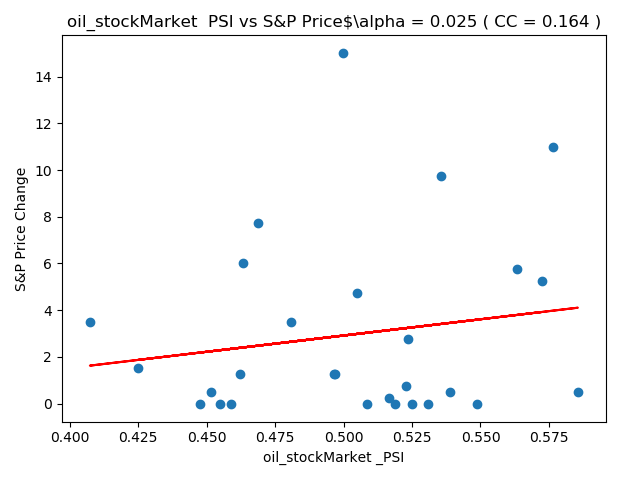 oil_stockMarket  PSI vs S&P Price$\alpha = 0.025 ( CC = 0.164 )
S&P Price Change
14
12
10
8
6
4
2
0
0.400 0.425 0.450 0.475 0.500 0.525 0.550 0.575
oil_stockMarket _PSI